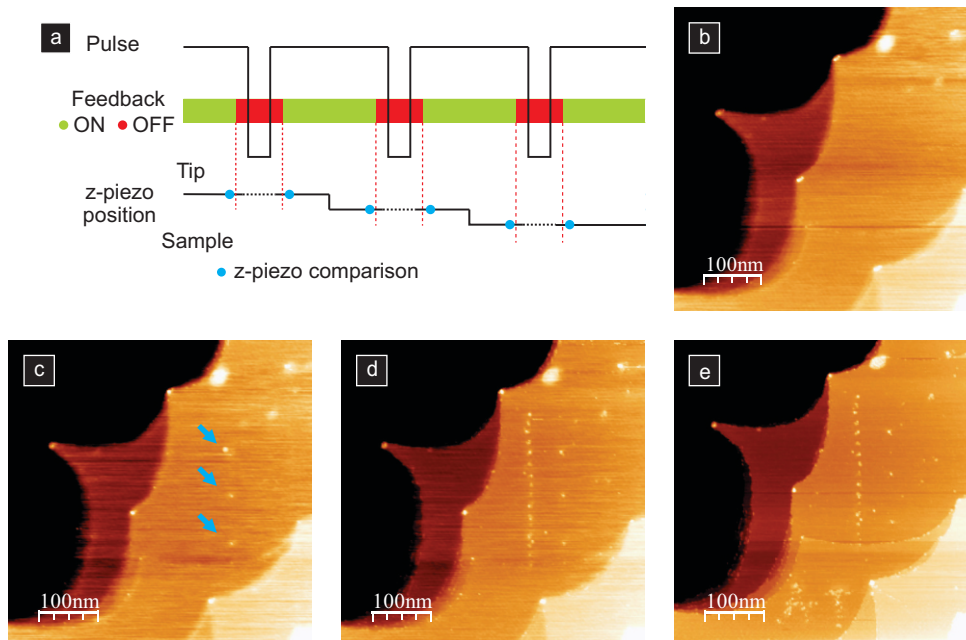 a
Pulse
Feedback
ON OFF
Tip
z-piezo
position
Sample
z-piezo comparison
b
100nm
c
100nm
d
100nm
e
100nm